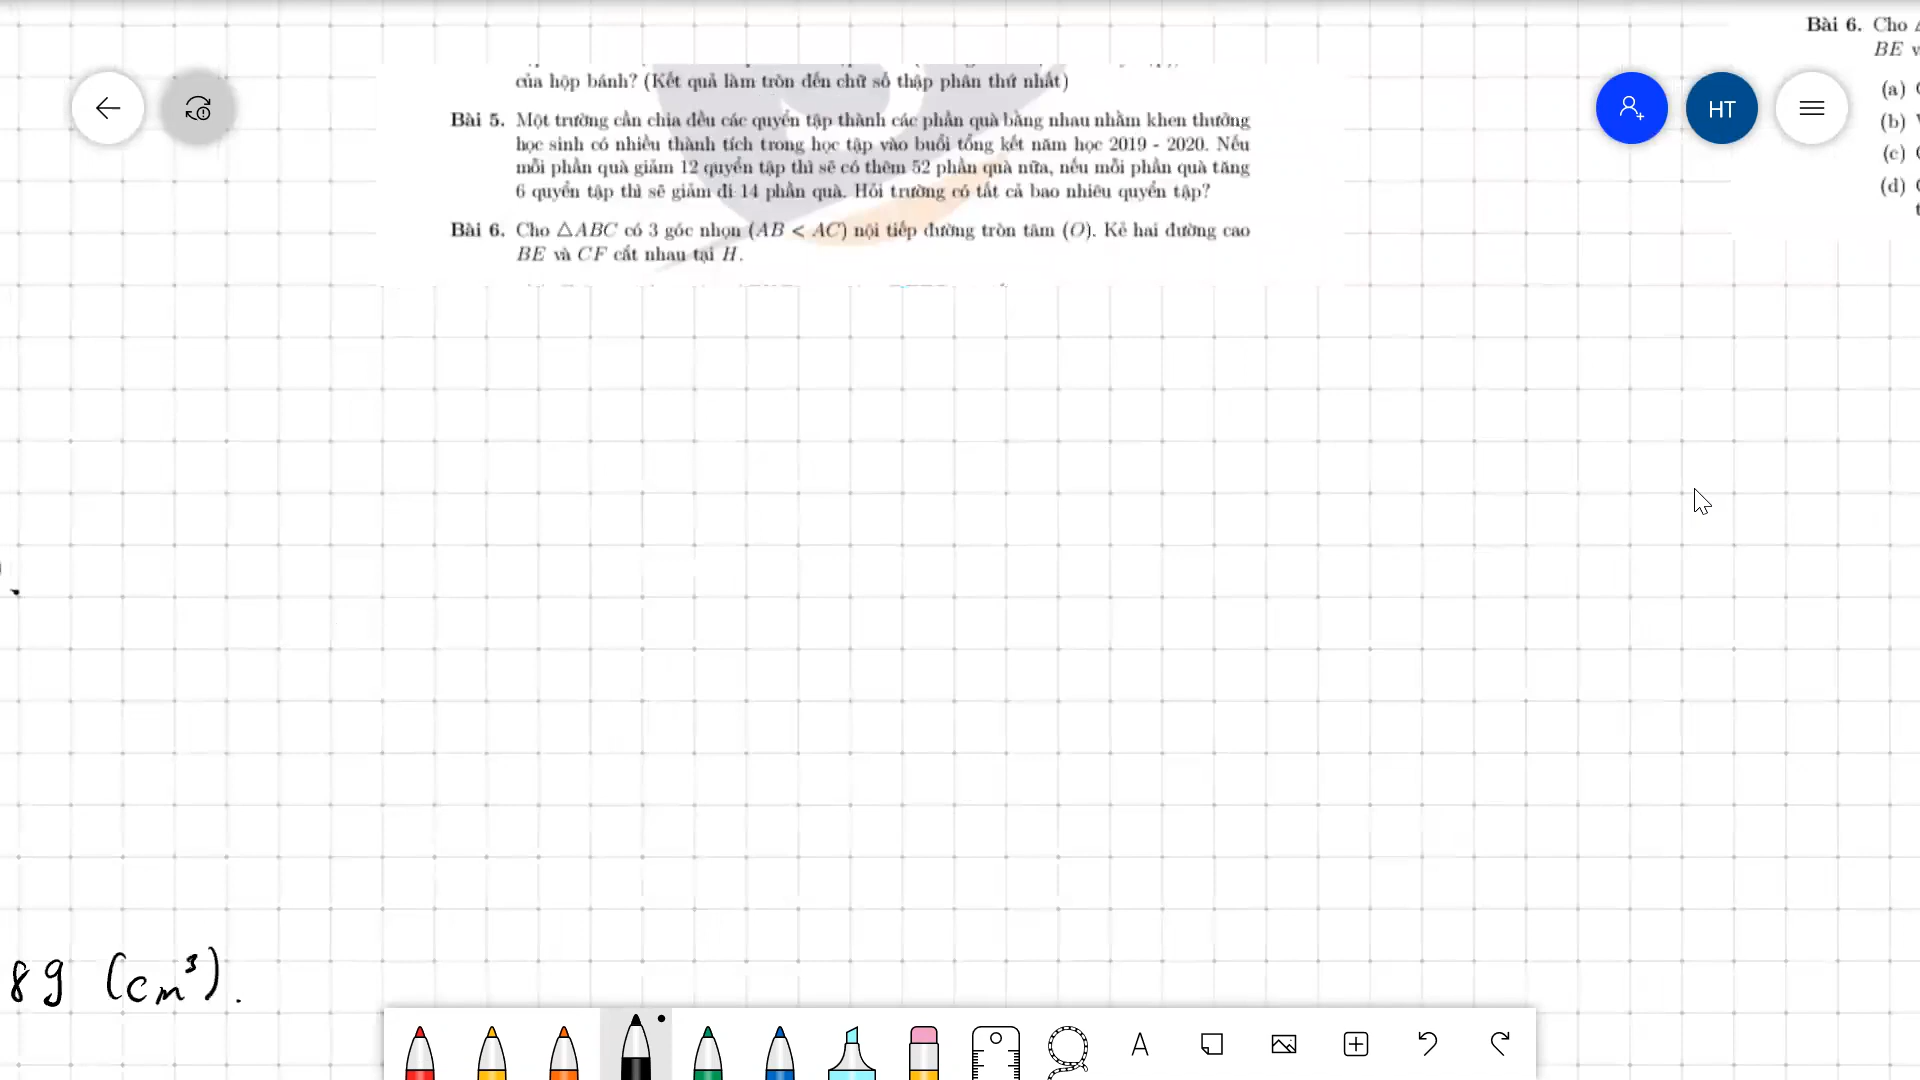 của hộp bánh? (Kết quả làm tròn đến chữ số thập phân thứ nhất)
Bài 5. Một trường cần chia đều các quyển tập thành các phần quà bằng nhau nhằm khen thưởng
học sinh có nhiều thành tích trong học tập vào buổi tổng kết năm học 2019 - 2020. Nếu
mỗi phần quà giảm 12 quyển tập thì sẽ có thêm 52 phần quà nữa, nếu mỗi phần quà tăng
6 quyển tập thì sẽ giảm đi 14 phần quà. Hỏi trường có tất cả bao nhiêu quyển tập?
Bài 6. Cho △ABC có 3 góc nhọn (AB < AC) nội tiếp đường tròn tâm (O). Kẻ hai đường cao
BE và CF cắt nhau tại H.
Bài 6. Cho
BE
(a)
(b)
(c)
(d)
HT
89 (cm³).
A